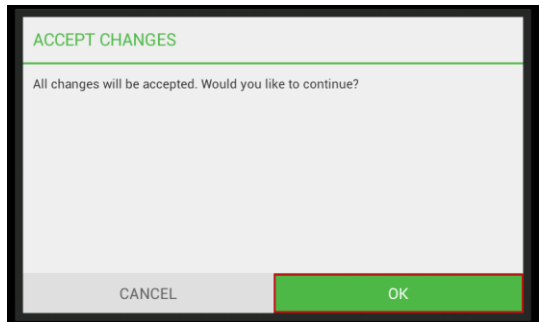 ACCEPT CHANGES
All changes will be accepted. Would you like to continue?
CANCEL
OK